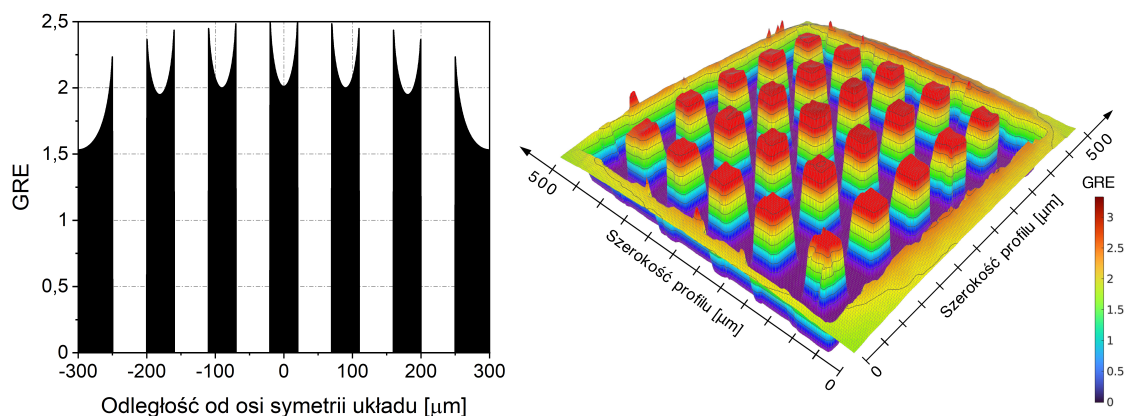 2,5
2
1,5
1
0,5
0
GRE
-300 -200 -100 0 100 200 300
Odległość od osi symetrii układu [μm]
500
Szerokość profilu [μm]
0
0
Szerokość profilu [μm]
500
GRE
3
2
1.5
1
0.5
0